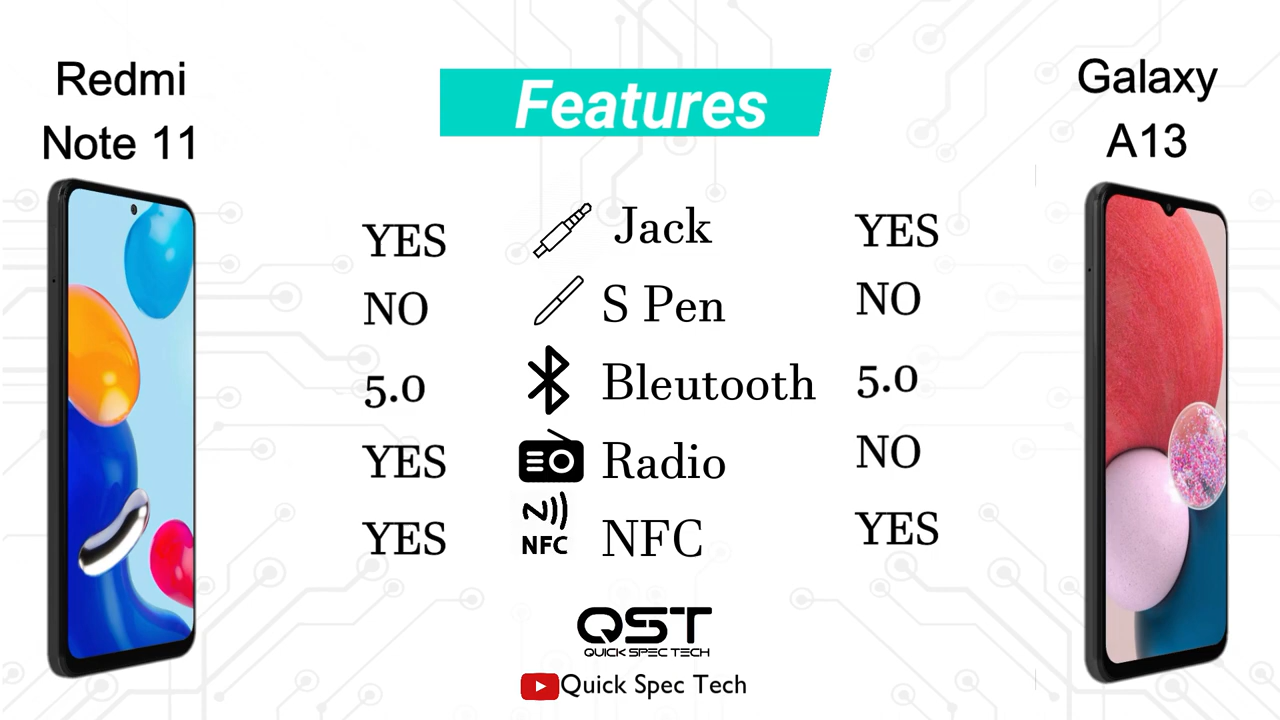 Redmi
Note 11
Features
Galaxy
A13
YES Jack YES
NO S Pen NO
5.0 Bleutooth 5.0
YES Radio NO
YES NFC NFC YES
QST
QUICK SPEC TECH
Quick Spec Tech